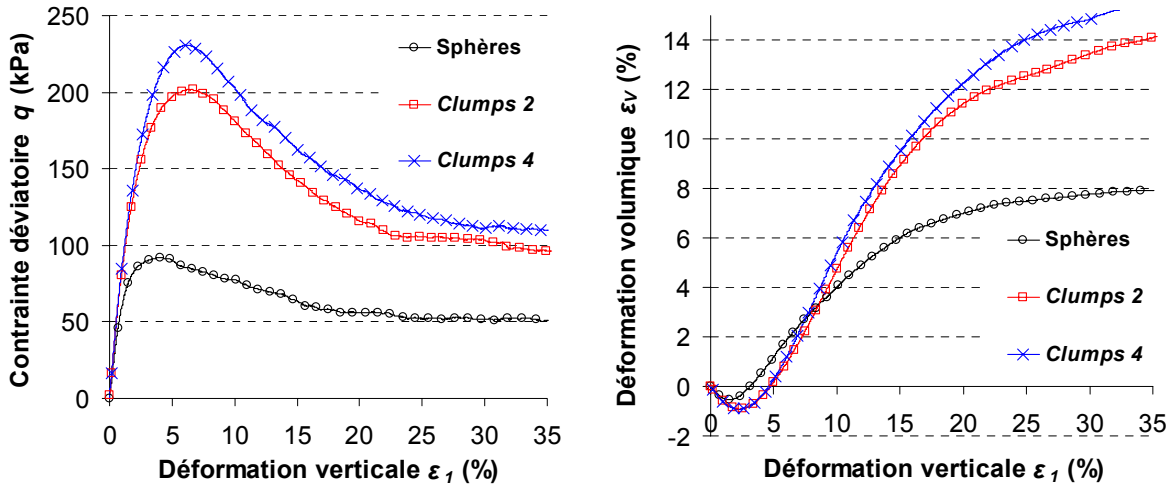 250
200
150
100
50
0
Contrainte déviatoire q (kPa)
Sphères
Clumps 2
Clumps 4
0 5 10 15 20 25 30 35
Déformation verticale ε1 (%)
14
12
10
8
6
4
2
0
-2
Déformation volumique εv (%)
Sphères
Clumps 2
Clumps 4
0 5 10 15 20 25 30 35
Déformation verticale ε1 (%)